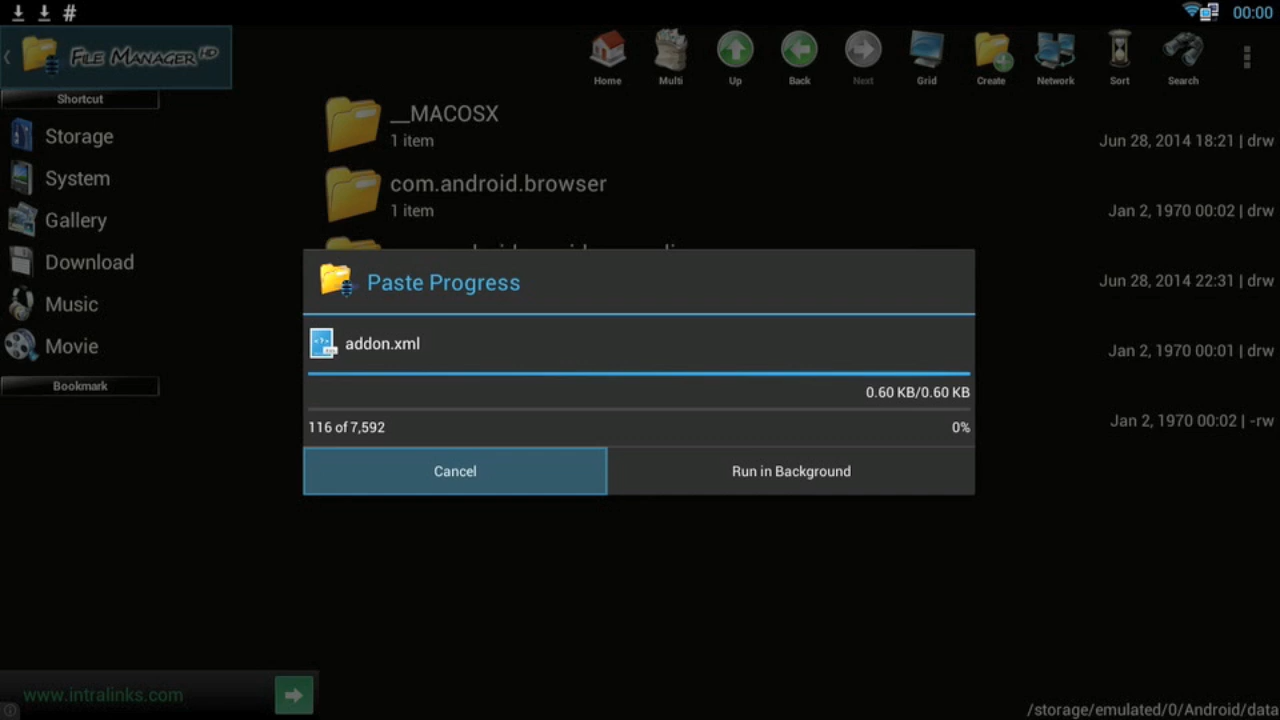 # 00:00
File Manager HD
Home Multi Up Back Next Grid Create Network Sort Search
Shortcut
Storage
System
Gallery
Download
Music
Movie
Bookmark
__MACOSX
1 item
Jun 28, 2014 18:21 | drw
com.android.browser
1 item
Jan 2, 1970 00:02 | drw
Jun 28, 2014 22:31 | drw
Jan 2, 1970 00:01 | drw
Jan 2, 1970 00:02 | -rw
Paste Progress
addon.xml
0.60 KB/0.60 KB
116 of 7,592 0%
Cancel Run in Background
www.intralinks.com
/storage/emulated/0/Android/data